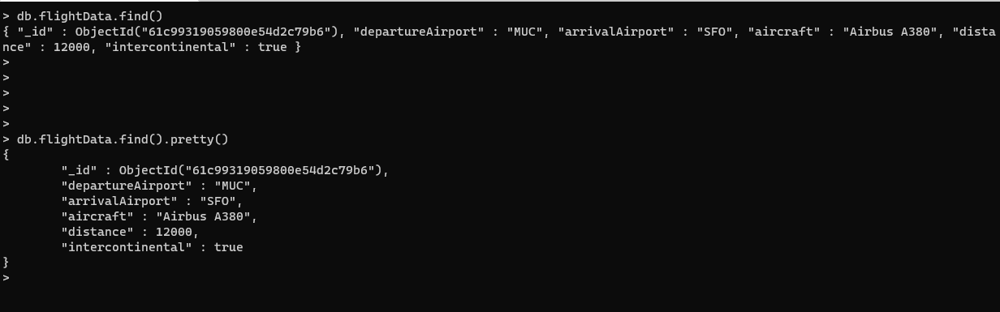 > db.flightData.find()
{ "_id" : ObjectId("61c99319059800e54d2c79b6"), "departureAirport" : "MUC", "arrivalAirport" : "SFO", "aircraft" : "Airbus A380", "dista
nce" : 12000, "intercontinental" : true }
>
>
>
>
>
> db.flightData.find().pretty()
{
        "_id" : ObjectId("61c99319059800e54d2c79b6"),
        "departureAirport" : "MUC",
        "arrivalAirport" : "SFO",
        "aircraft" : "Airbus A380",
        "distance" : 12000,
        "intercontinental" : true
}
>